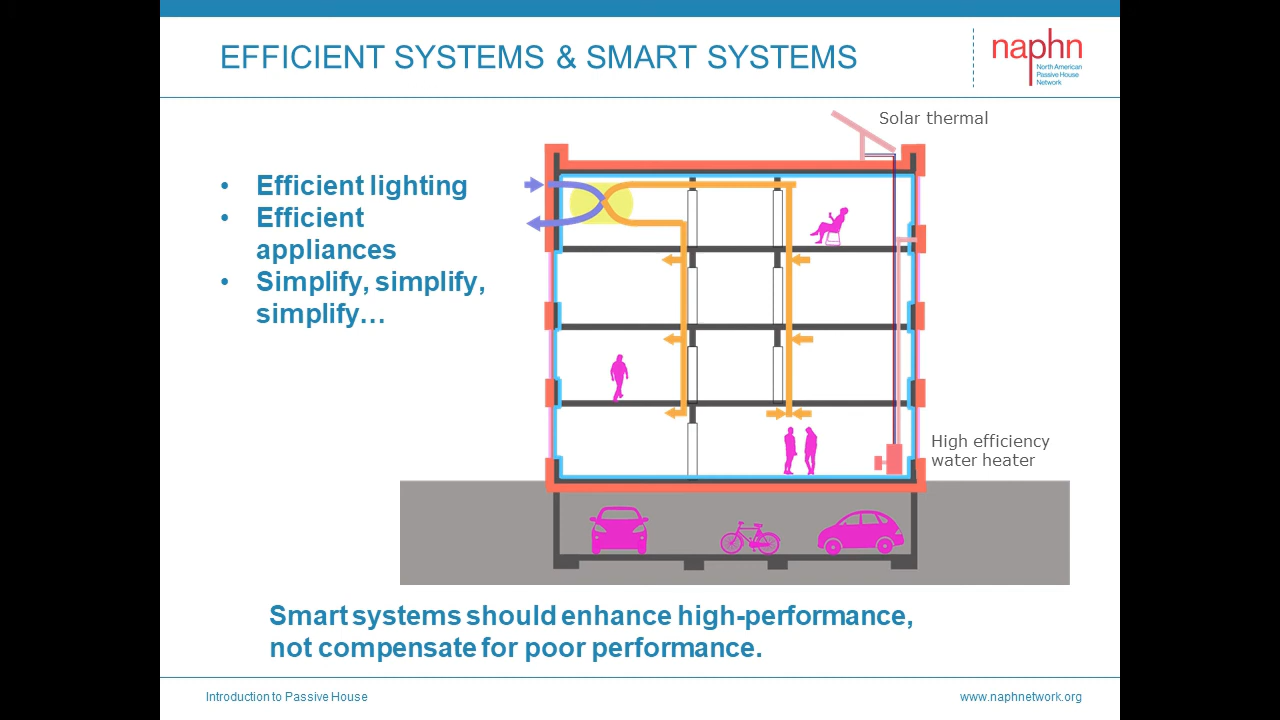 EFFICIENT SYSTEMS & SMART SYSTEMS
naphn
North American
Passive House
Network
Solar thermal
• Efficient lighting
• Efficient
appliances
• Simplify, simplify,
simplify…
High efficiency
water heater
Smart systems should enhance high-performance,
not compensate for poor performance.
Introduction to Passive House
www.naphnetwork.org